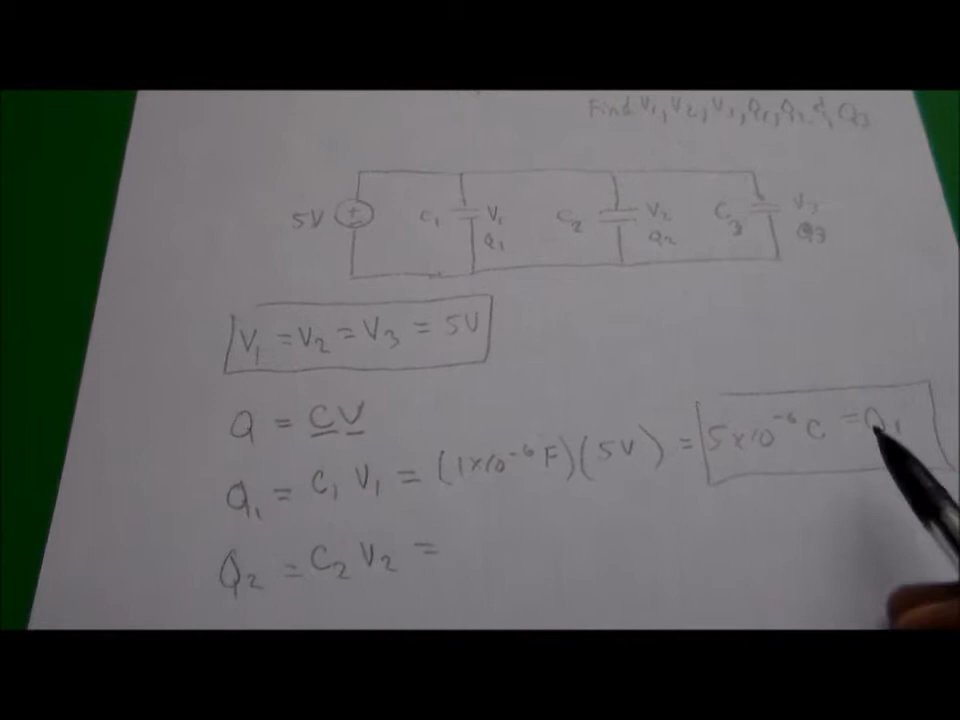 Find V₁, V₂, V₃, Q₁, Q₂ & Q₃
5V ± C₁ V₁ C₂ V₂ C₃ V₃
Q₁ Q₂ Q₃
V₁ = V₂ = V₃ = 5V
Q = CV
Q₁ = C₁ V₁ = (1×10⁻⁶ F)(5V) = 5×10⁻⁶ C = Q₁
Q₂ = C₂ V₂ =